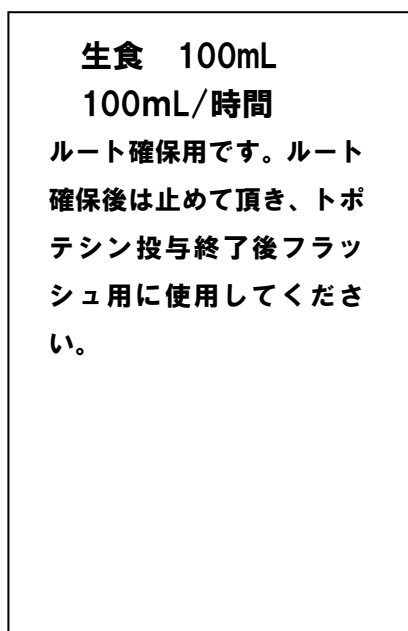 生食　100mL
100mL/時間
ルート確保用です。ルート
確保後は止めて頂き、トポ
テシン投与終了後フラッ
シュ用に使用してくださ
い。